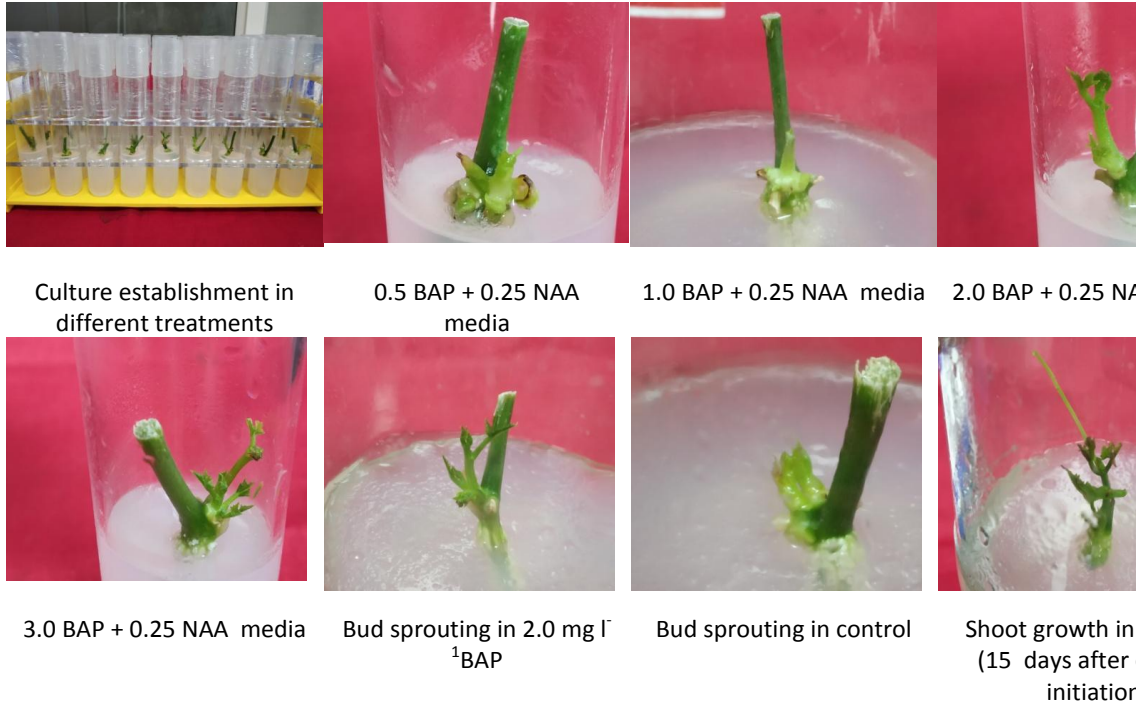 Culture establishment in
different treatments
0.5 BAP + 0.25 NAA
media
1.0 BAP + 0.25 NAA media
2.0 BAP + 0.25
3.0 BAP + 0.25 NAA media
Bud sprouting in 2.0 mg l⁻
¹BAP
Bud sprouting in control
Shoot growth in
(15 days after
initiation